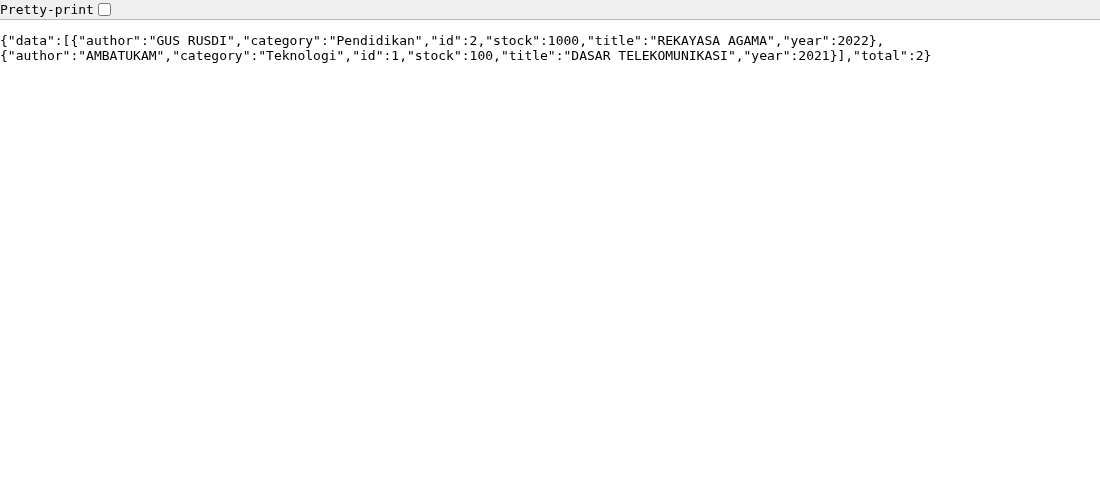 Pretty-print
{"data":[{"author":"GUS RUSDI","category":"Pendidikan","id":2,"stock":1000,"title":"REKAYASA AGAMA","year":2022},
{"author":"AMBATUKAM","category":"Teknologi","id":1,"stock":100,"title":"DASAR TELEKOMUNIKASI","year":2021}],"total":2}